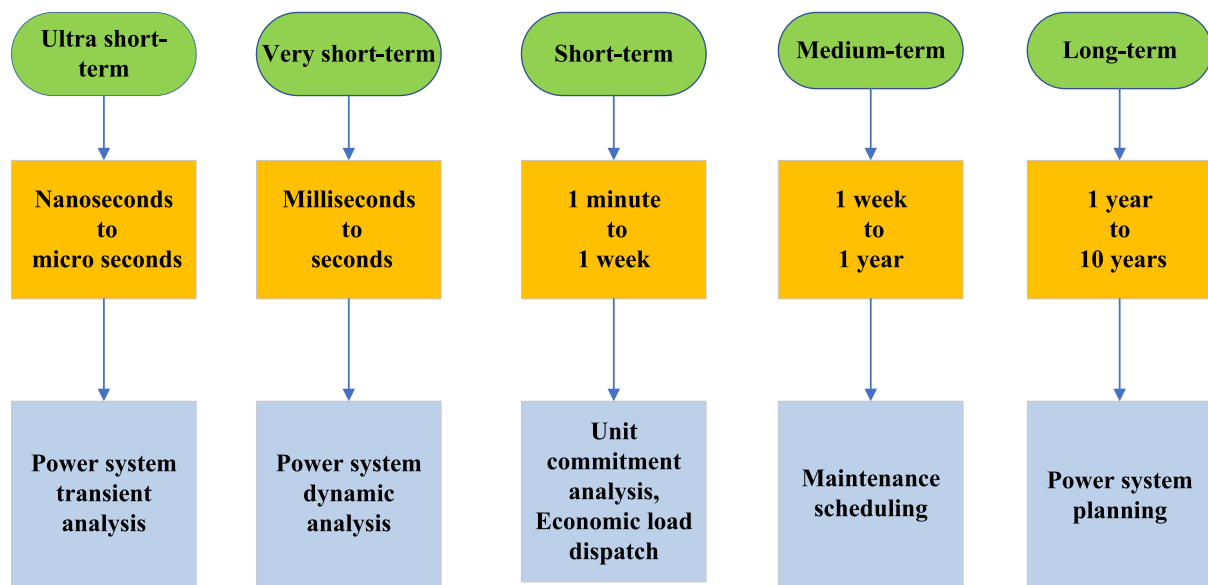 Ultra short-
term
Very short-term
Short-term
Medium-term
Long-term
Nanoseconds
to
micro seconds
Milliseconds
to
seconds
1 minute
to
1 week
1 week
to
1 year
1 year
to
10 years
Power system
transient
analysis
Power system
dynamic
analysis
Unit
commitment
analysis,
Economic load
dispatch
Maintenance
scheduling
Power system
planning